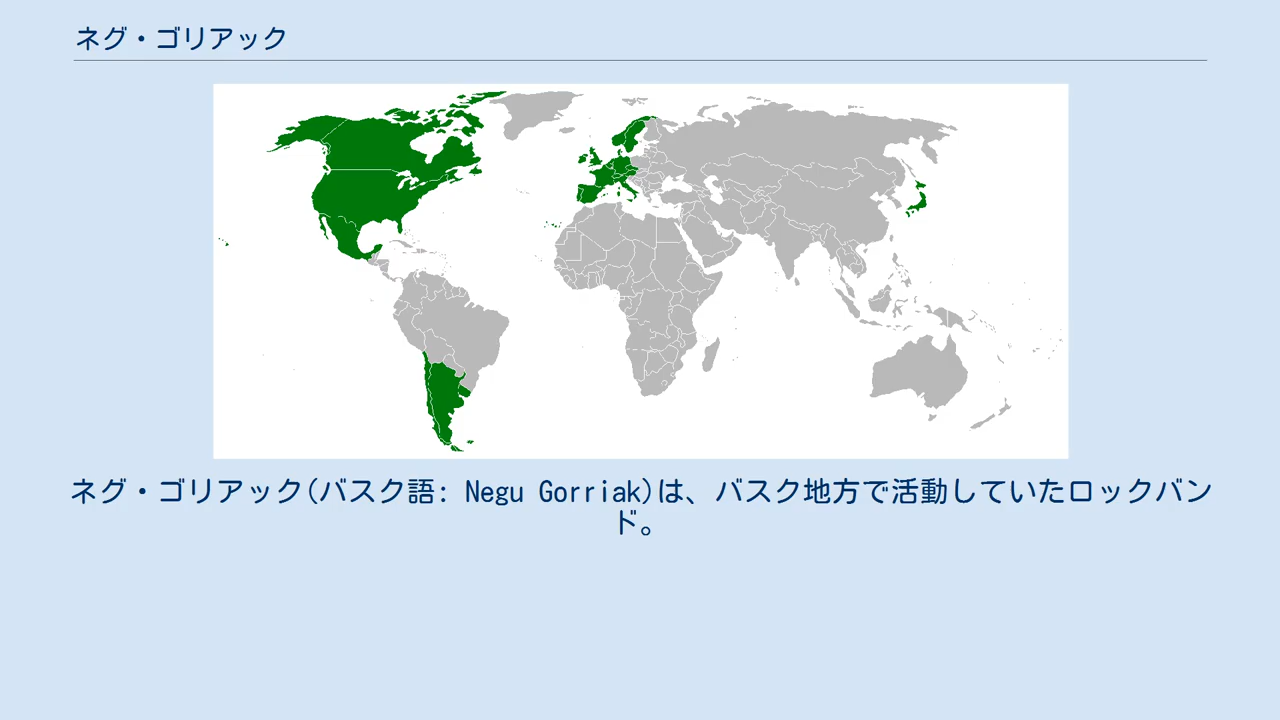 ネグ・ゴリアック
ネグ・ゴリアック(バスク語: Negu Gorriak)は、バスク地方で活動していたロックバン
ド。